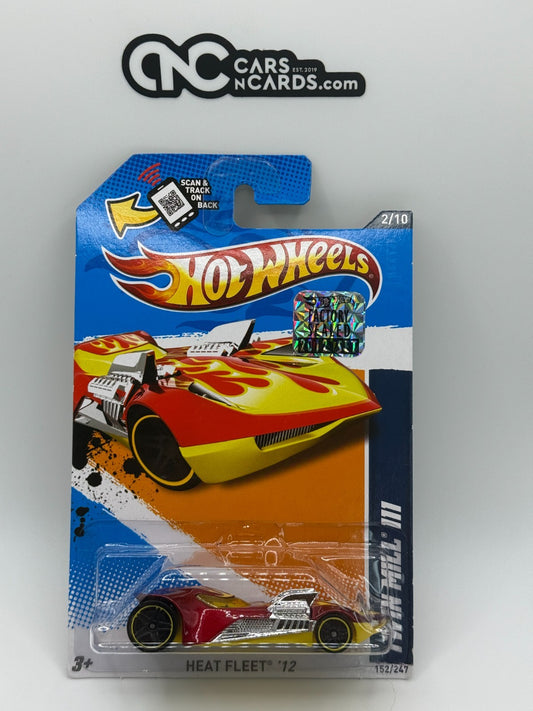 CNC CARS
EST. 2019
NCARDS.com
SCAN &
TRACK
ON
BACK
2/10
HOT WHEELS
FACTORY
SEALED
TWIN MILL III
3+
HEAT FLEET® '12
152/247